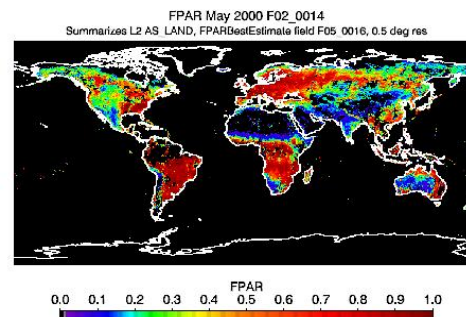 FPAR May 2000 F02_0014
Summarizes L2 AS_LAND, FPARBestEstimate field F05_0016, 0.5 deg res
FPAR
0.0 0.1 0.2 0.3 0.4 0.5 0.6 0.7 0.8 0.9 1.0